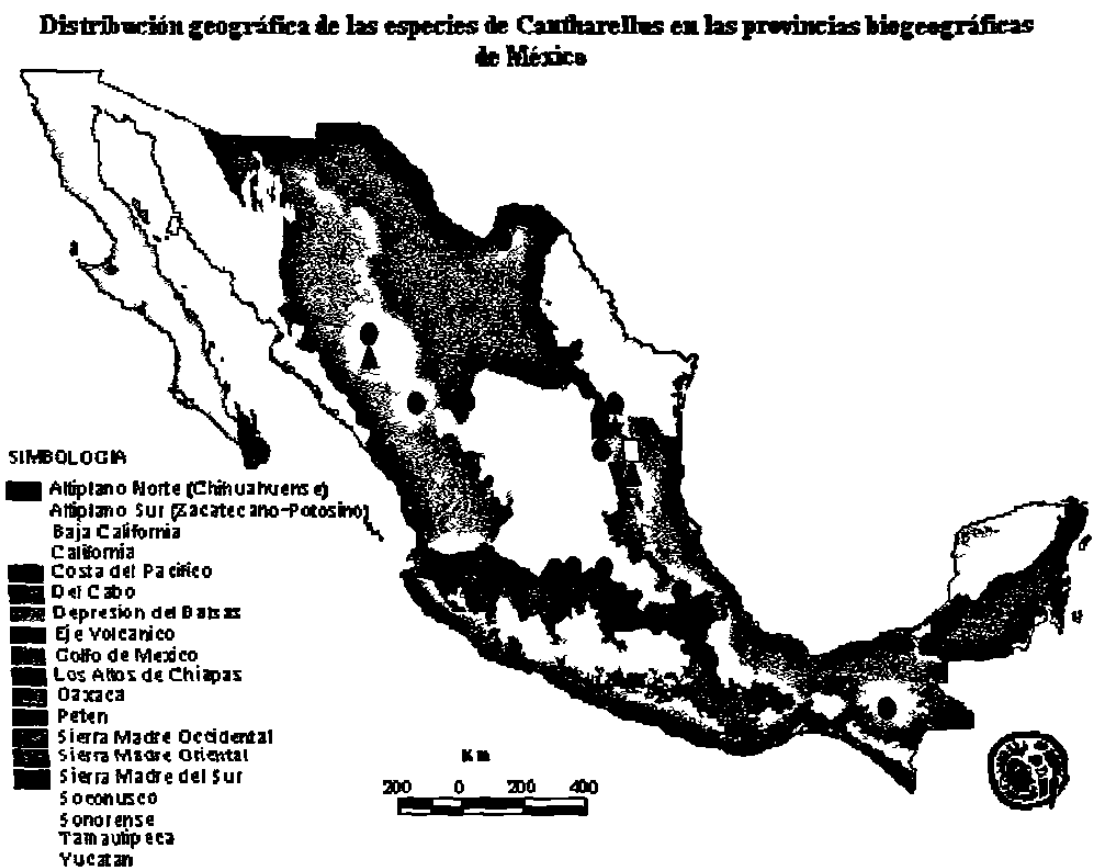 Distribución geográfica de las especies de Cantharellus en las provincias biogeográficas
de México
SIMBOLOGIA
Altiplano Norte (Chihuahuense)
Altiplano Sur (Zacatecano-Potosino)
Baja California
California
Costa del Pacifico
Del Cabo
Depresion del Balsas
Eje Volcanico
Golfo de Mexico
Los Altos de Chiapas
Oaxaca
Peten
Sierra Madre Occidental
Sierra Madre Oriental
Sierra Madre del Sur
Soconusco
Sonorense
Tamaulipeca
Yucatan
Km
200 0 200 400